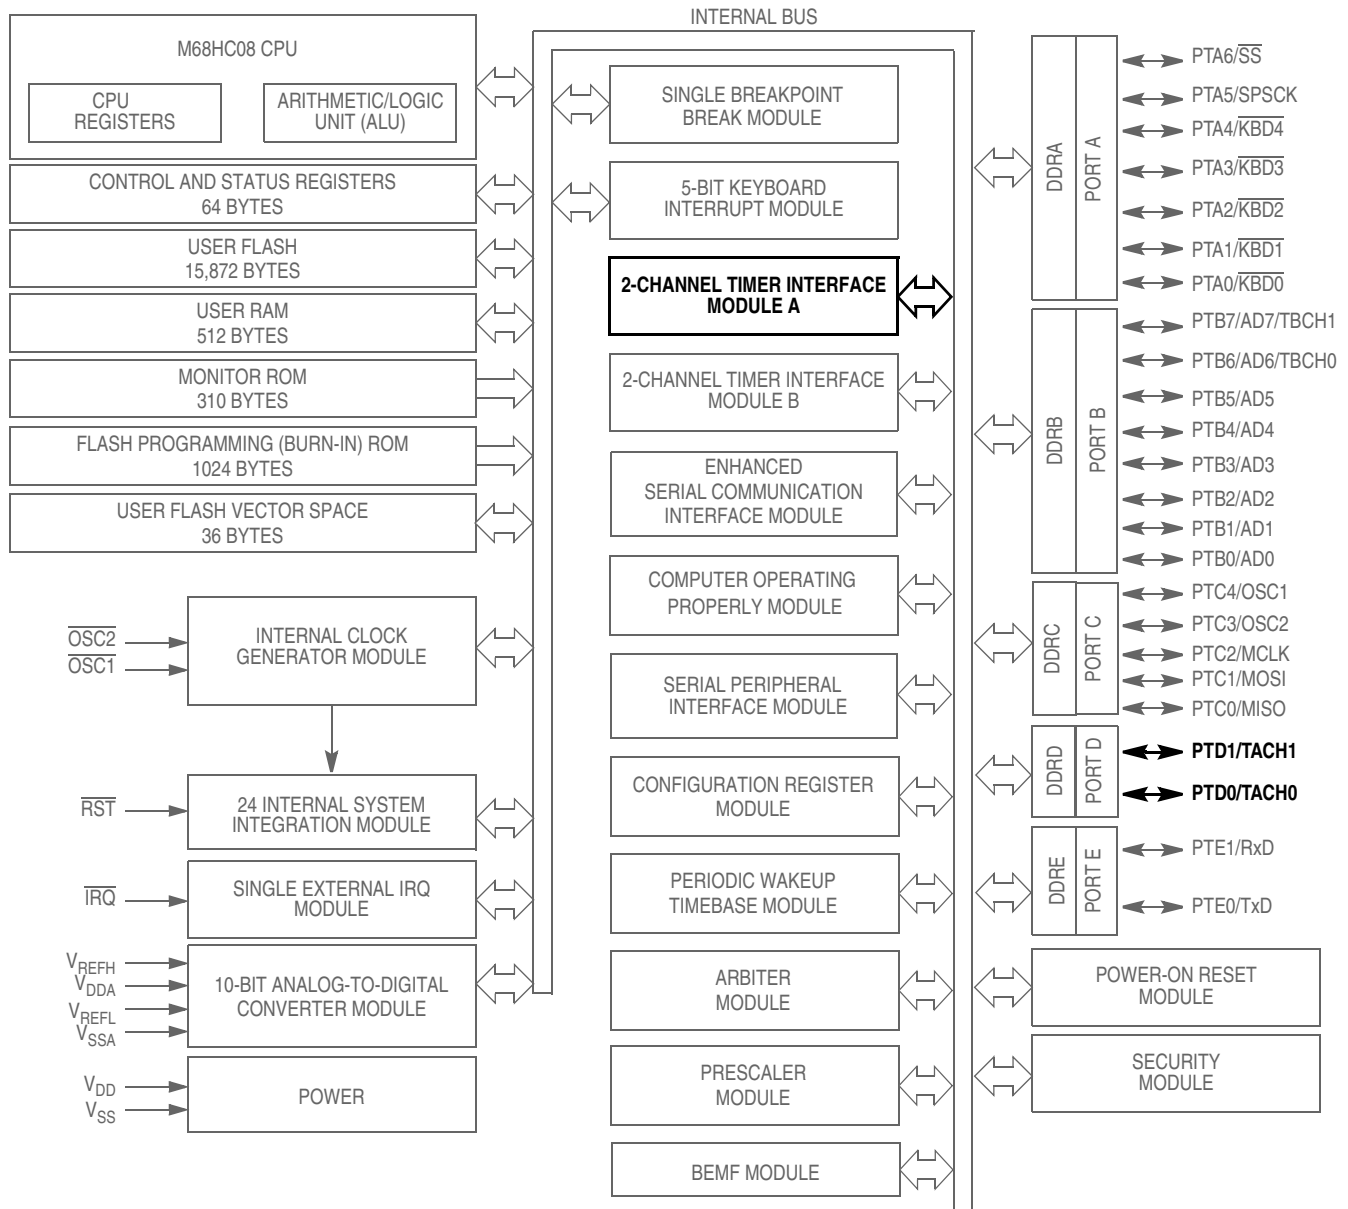 INTERNAL BUS
M68HC08 CPU
CPU
REGISTERS
ARITHMETIC/LOGIC
UNIT (ALU)
CONTROL AND STATUS REGISTERS
64 BYTES
USER FLASH
15,872 BYTES
USER RAM
512 BYTES
MONITOR ROM
310 BYTES
FLASH PROGRAMMING (BURN-IN) ROM
1024 BYTES
USER FLASH VECTOR SPACE
36 BYTES
OSC2
OSC1
INTERNAL CLOCK
GENERATOR MODULE
RST
24 INTERNAL SYSTEM
INTEGRATION MODULE
IRQ
SINGLE EXTERNAL IRQ
MODULE
VREFH
VDDA
VREFL
VSSA
10-BIT ANALOG-TO-DIGITAL
CONVERTER MODULE
VDD
VSS
POWER
SINGLE BREAKPOINT
BREAK MODULE
5-BIT KEYBOARD
INTERRUPT MODULE
2-CHANNEL TIMER INTERFACE
MODULE A
2-CHANNEL TIMER INTERFACE
MODULE B
ENHANCED
SERIAL COMMUNICATION
INTERFACE MODULE
COMPUTER OPERATING
PROPERLY MODULE
SERIAL PERIPHERAL
INTERFACE MODULE
CONFIGURATION REGISTER
MODULE
PERIODIC WAKEUP
TIMEBASE MODULE
ARBITER
MODULE
PRESCALER
MODULE
BEMF MODULE
DDRA
PORT A
PTA6/SS
PTA5/SPSCK
PTA4/KBD4
PTA3/KBD3
PTA2/KBD2
PTA1/KBD1
PTA0/KBD0
DDRB
PORT B
PTB7/AD7/TBCH1
PTB6/AD6/TBCH0
PTB5/AD5
PTB4/AD4
PTB3/AD3
PTB2/AD2
PTB1/AD1
PTB0/AD0
DDRC
PORT C
PTC4/OSC1
PTC3/OSC2
PTC2/MCLK
PTC1/MOSI
PTC0/MISO
DDRD
PORT D
PTD1/TACH1
PTD0/TACH0
DDRE
PORT E
PTE1/RxD
PTE0/TxD
POWER-ON RESET
MODULE
SECURITY
MODULE